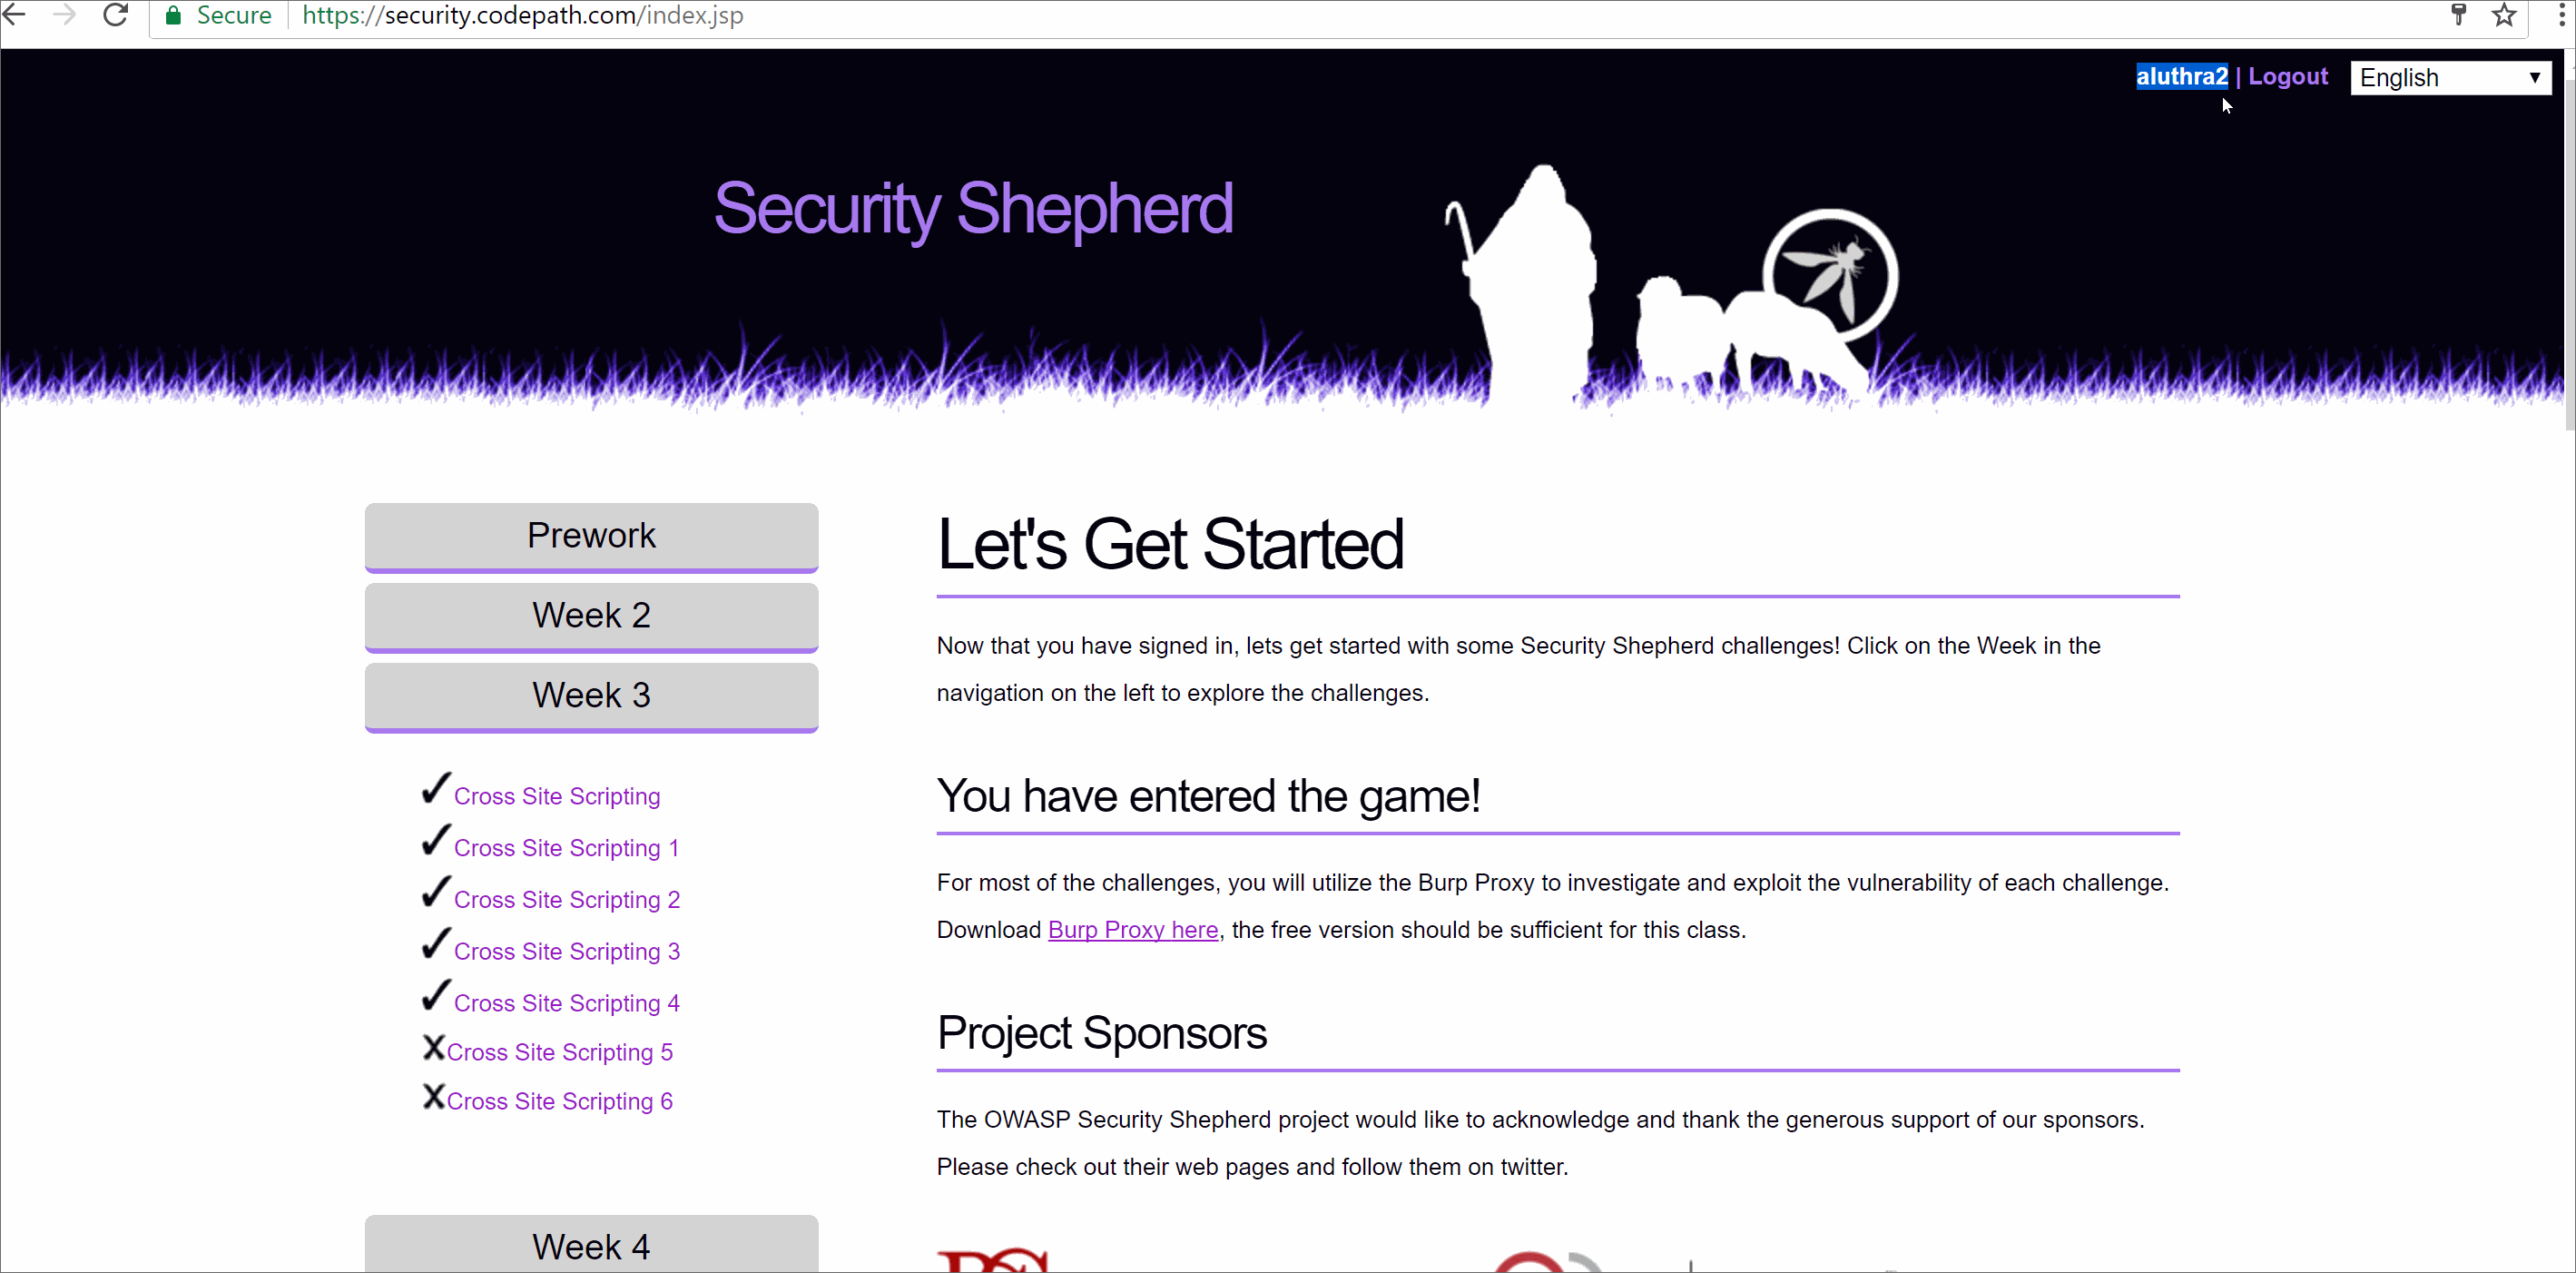 Secure https://security.codepath.com/index.jsp
aluthra2 | Logout English
Security Shepherd
Prework
Week 2
Week 3
✓Cross Site Scripting
✓Cross Site Scripting 1
✓Cross Site Scripting 2
✓Cross Site Scripting 3
✓Cross Site Scripting 4
XCross Site Scripting 5
XCross Site Scripting 6
Week 4
Let's Get Started
Now that you have signed in, lets get started with some Security Shepherd challenges! Click on the Week in the
navigation on the left to explore the challenges.
You have entered the game!
For most of the challenges, you will utilize the Burp Proxy to investigate and exploit the vulnerability of each challenge.
Download Burp Proxy here, the free version should be sufficient for this class.
Project Sponsors
The OWASP Security Shepherd project would like to acknowledge and thank the generous support of our sponsors.
Please check out their web pages and follow them on twitter.